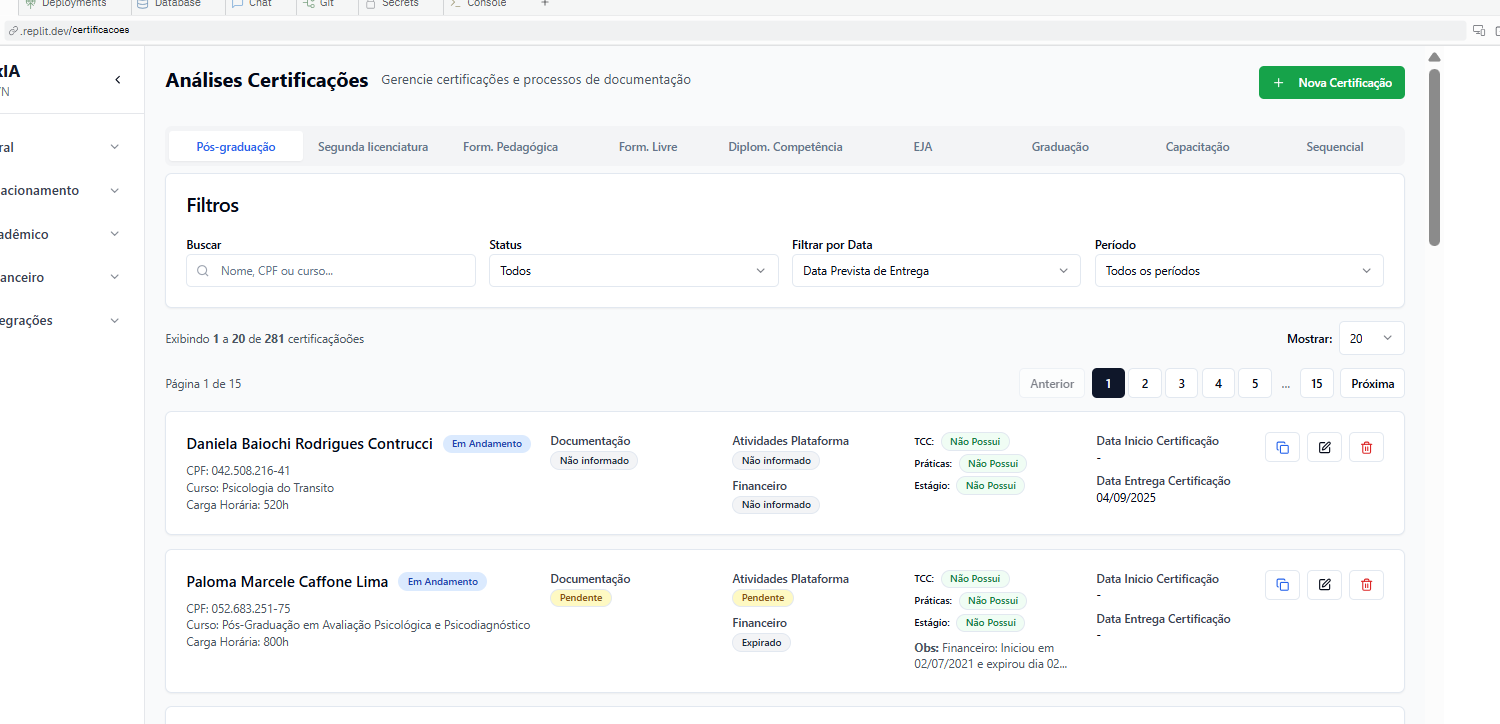 Deployments Database Chat Git Secrets Console
.replit.dev/certificacoes
xIA
Análises Certificações Gerencie certificações e processos de documentação
Nova Certificação
Pós-graduação Segunda licenciatura Form. Pedagógica Form. Livre Diplom. Competência EJA Graduação Capacitação Sequencial
acionamento
adêmico
anceiro
egrações
Filtros
Buscar Status Filtrar por Data Período
Nome, CPF ou curso... Todos Data Prevista de Entrega Todos os períodos
Exibindo 1 a 20 de 281 certificaçãoões
Mostrar: 20
Página 1 de 15
Anterior 1 2 3 4 5 ... 15 Próxima
Daniela Baiochi Rodrigues Contrucci Em Andamento
CPF: 042.508.216-41
Curso: Psicologia do Transito
Carga Horária: 520h
Documentação
Não informado
Atividades Plataforma
Não informado
Financeiro
Não informado
TCC: Não Possui
Práticas: Não Possui
Estágio: Não Possui
Data Inicio Certificação
-
Data Entrega Certificação
04/09/2025
Paloma Marcele Caffone Lima Em Andamento
CPF: 052.683.251-75
Curso: Pós-Graduação em Avaliação Psicológica e Psicodiagnóstico
Carga Horária: 800h
Documentação
Pendente
Atividades Plataforma
Pendente
Financeiro
Expirado
TCC: Não Possui
Práticas: Não Possui
Estágio: Não Possui
Obs: Financeiro: Iniciou em
02/07/2021 e expirou dia 02...
Data Inicio Certificação
-
Data Entrega Certificação
-